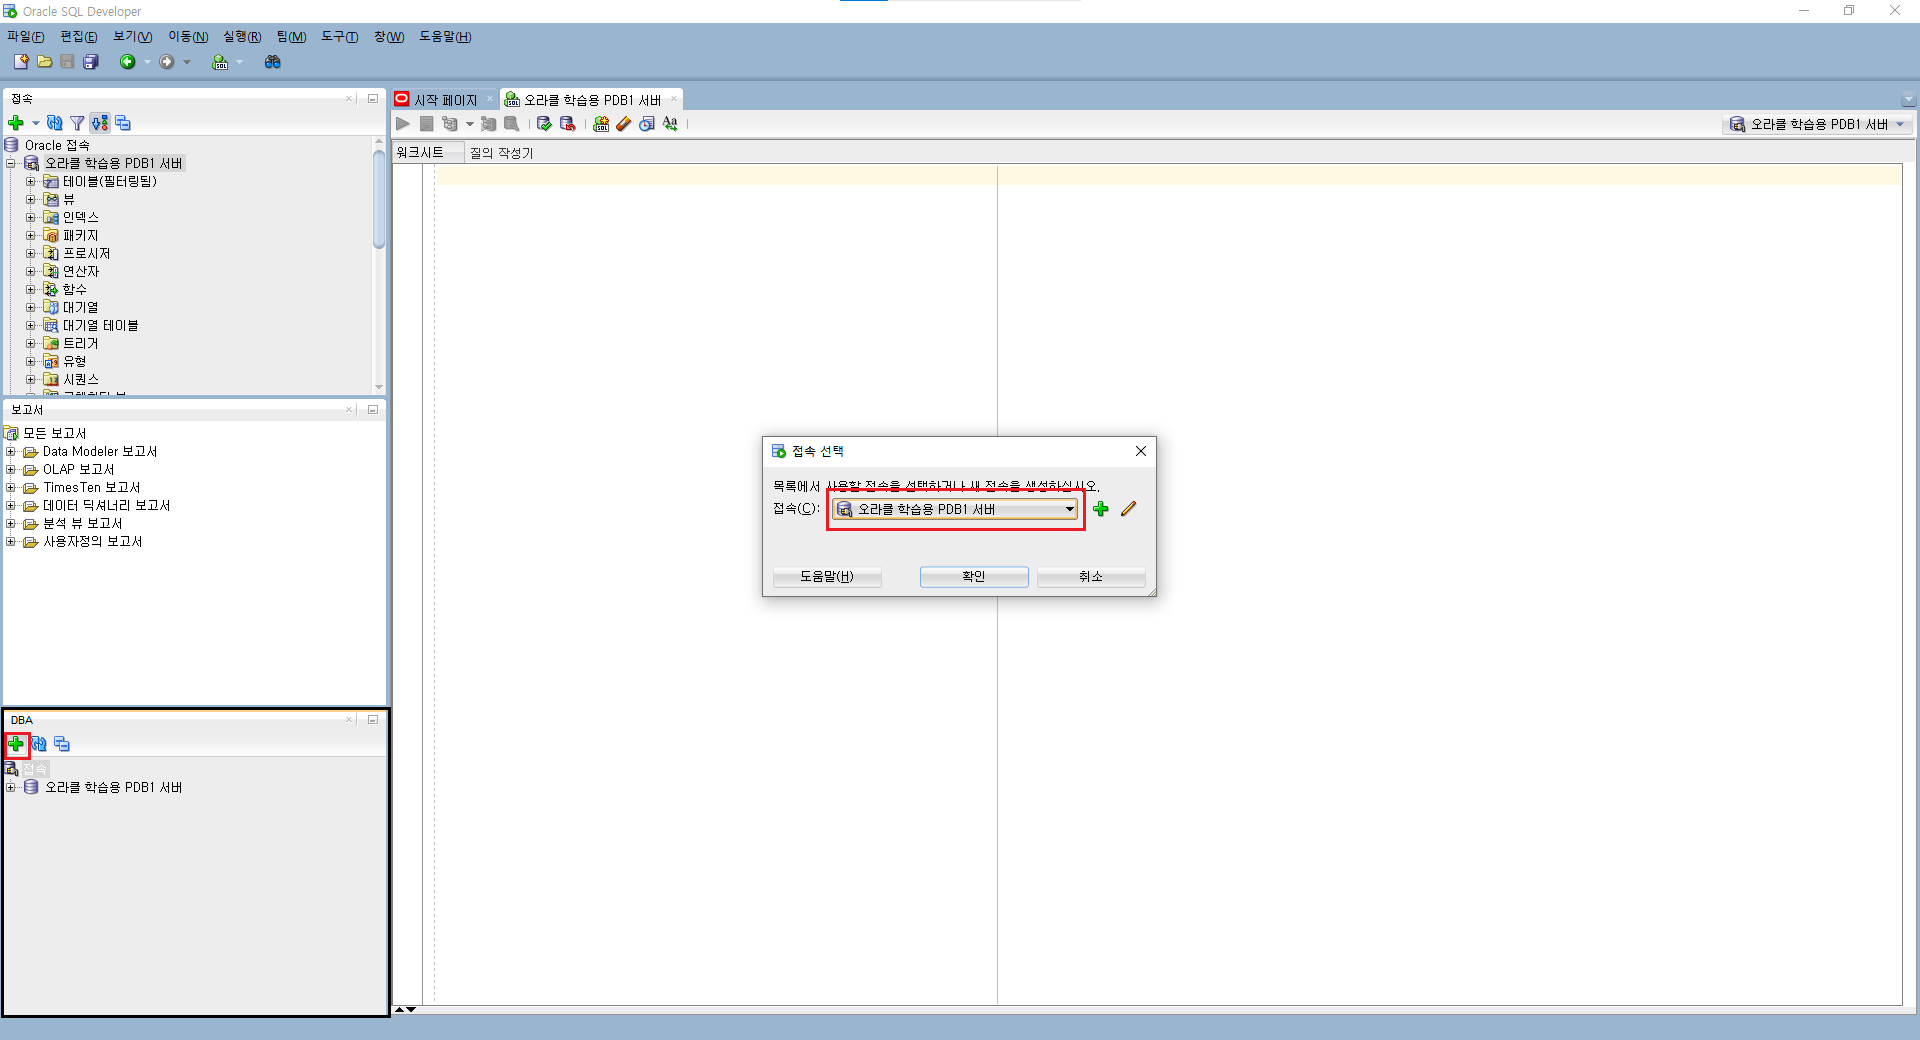 Oracle SQL Developer
파일(F) 편집(E) 보기(V) 이동(N) 실행(R) 팀(M) 도구(T) 창(W) 도움말(H)
접속
Oracle 접속
오라클 학습용 PDB1 서버
테이블(필터링됨)
뷰
인덱스
패키지
프로시저
연산자
함수
대기열
대기열 테이블
트리거
유형
시퀀스
보고서
모든 보고서
Data Modeler 보고서
OLAP 보고서
TimesTen 보고서
데이터 딕셔너리 보고서
분석 뷰 보고서
사용자정의 보고서
DBA
접속
오라클 학습용 PDB1 서버
시작 페이지 오라클 학습용 PDB1 서버
오라클 학습용 PDB1 서버
워크시트 질의 작성기
접속 선택
목록에서 사용할 접속을 선택하거나 새 접속을 생성하십시오.
접속(C): 오라클 학습용 PDB1 서버
도움말(H) 확인 취소